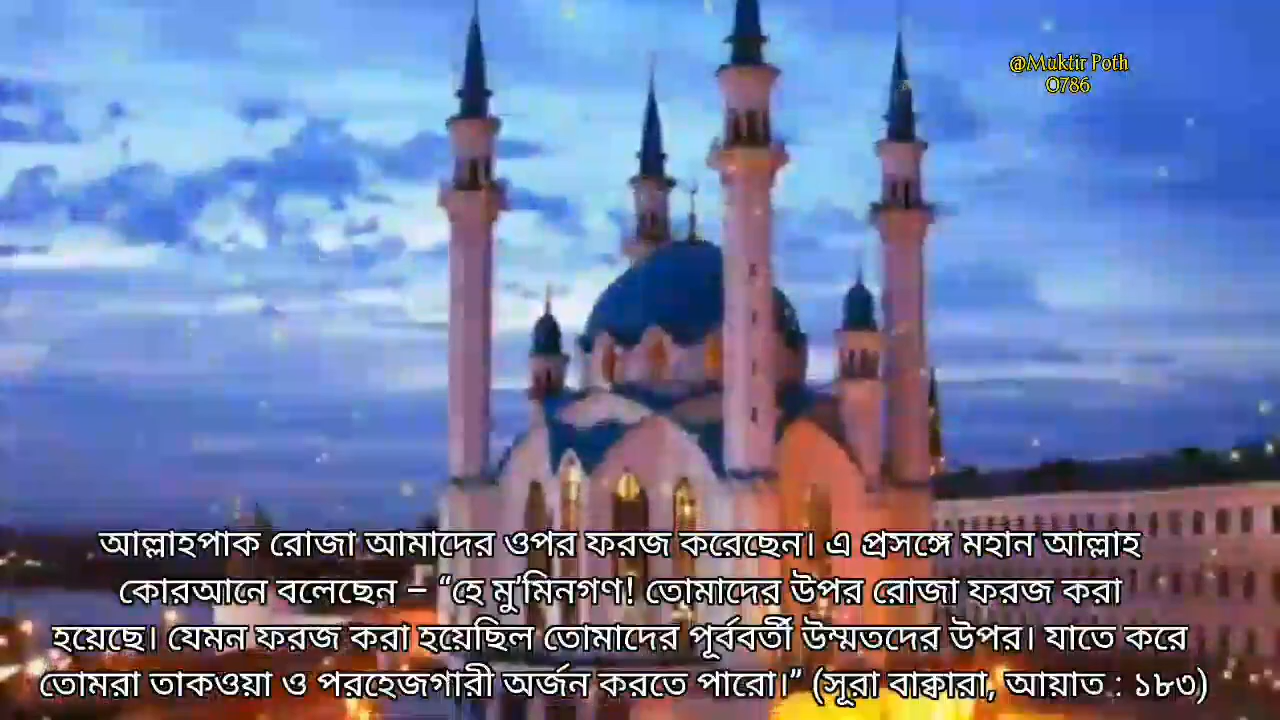 @Muktir Poth
0786
আল্লাহপাক রোজা আমাদের ওপর ফরজ করেছেন। এ প্রসঙ্গে মহান আল্লাহ
কোরআনে বলেছেন – “হে মু’মিনগণ! তোমাদের উপর রোজা ফরজ করা
হয়েছে। যেমন ফরজ করা হয়েছিল তোমাদের পূর্ববর্তী উম্মতদের উপর। যাতে করে
তোমরা তাকওয়া ও পরহেজগারী অর্জন করতে পারো।” (সূরা বাক্বারা, আয়াত : ১৮৩)